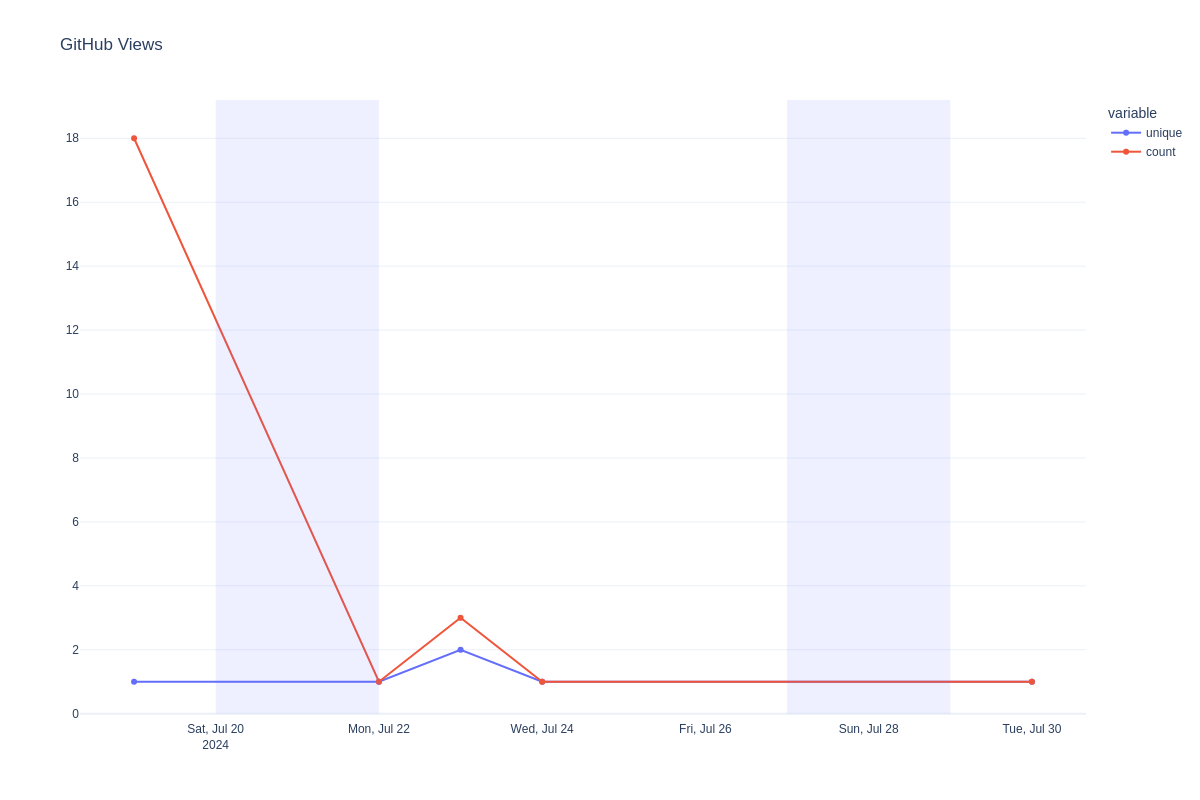 GitHub Views
variable
unique
count
18
16
14
12
10
8
6
4
2
0
Sat, Jul 20
2024
Mon, Jul 22
Wed, Jul 24
Fri, Jul 26
Sun, Jul 28
Tue, Jul 30